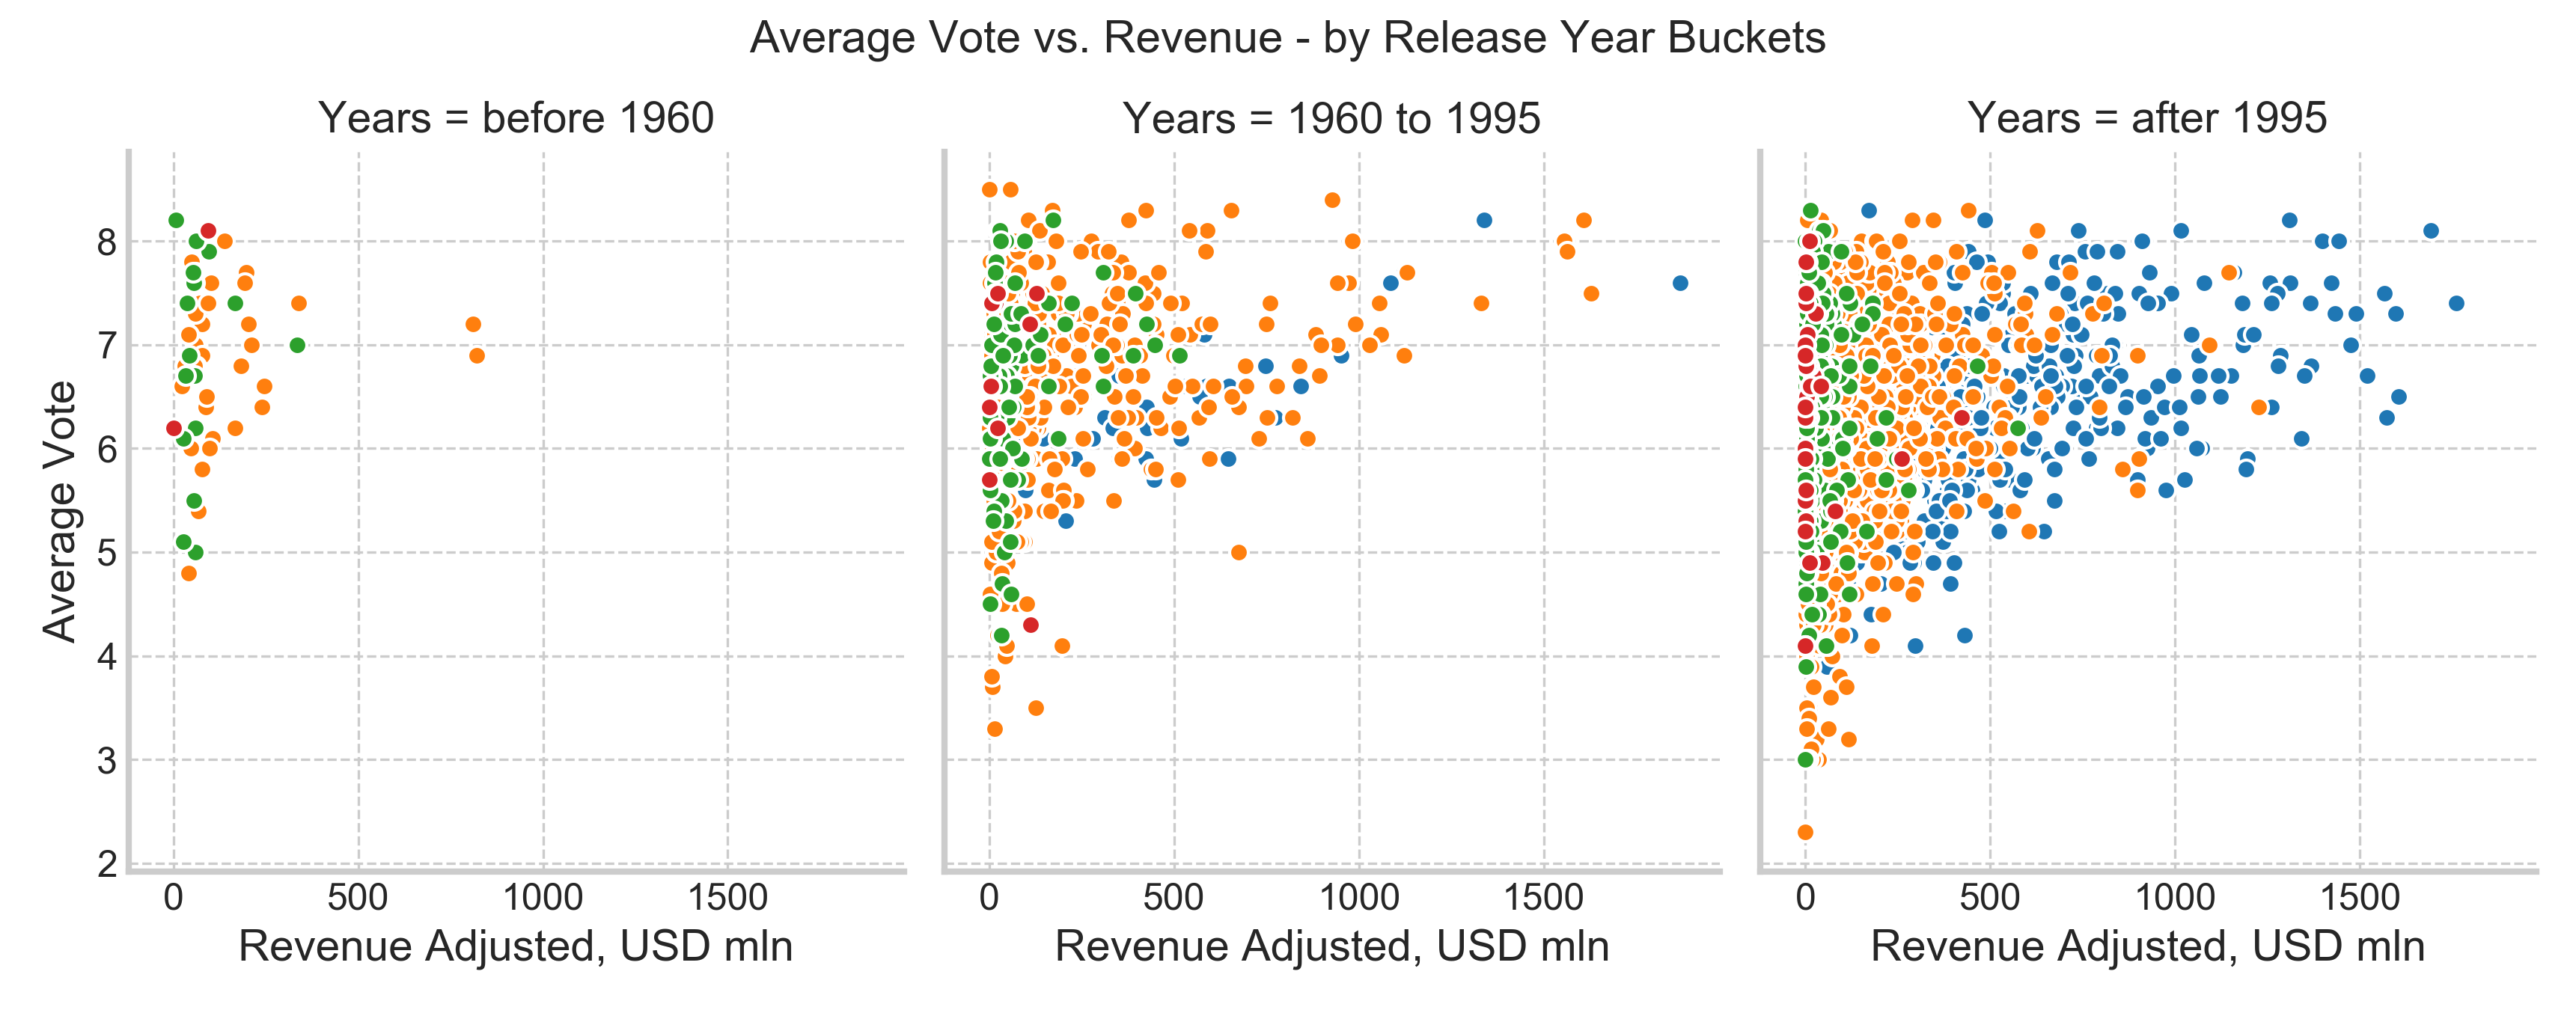 Average Vote vs. Revenue - by Release Year Buckets
Years = before 1960
Years = 1960 to 1995
Years = after 1995
Average Vote
8
7
6
5
4
3
2
0 500 1000 1500
0 500 1000 1500
0 500 1000 1500
Revenue Adjusted, USD mln
Revenue Adjusted, USD mln
Revenue Adjusted, USD mln